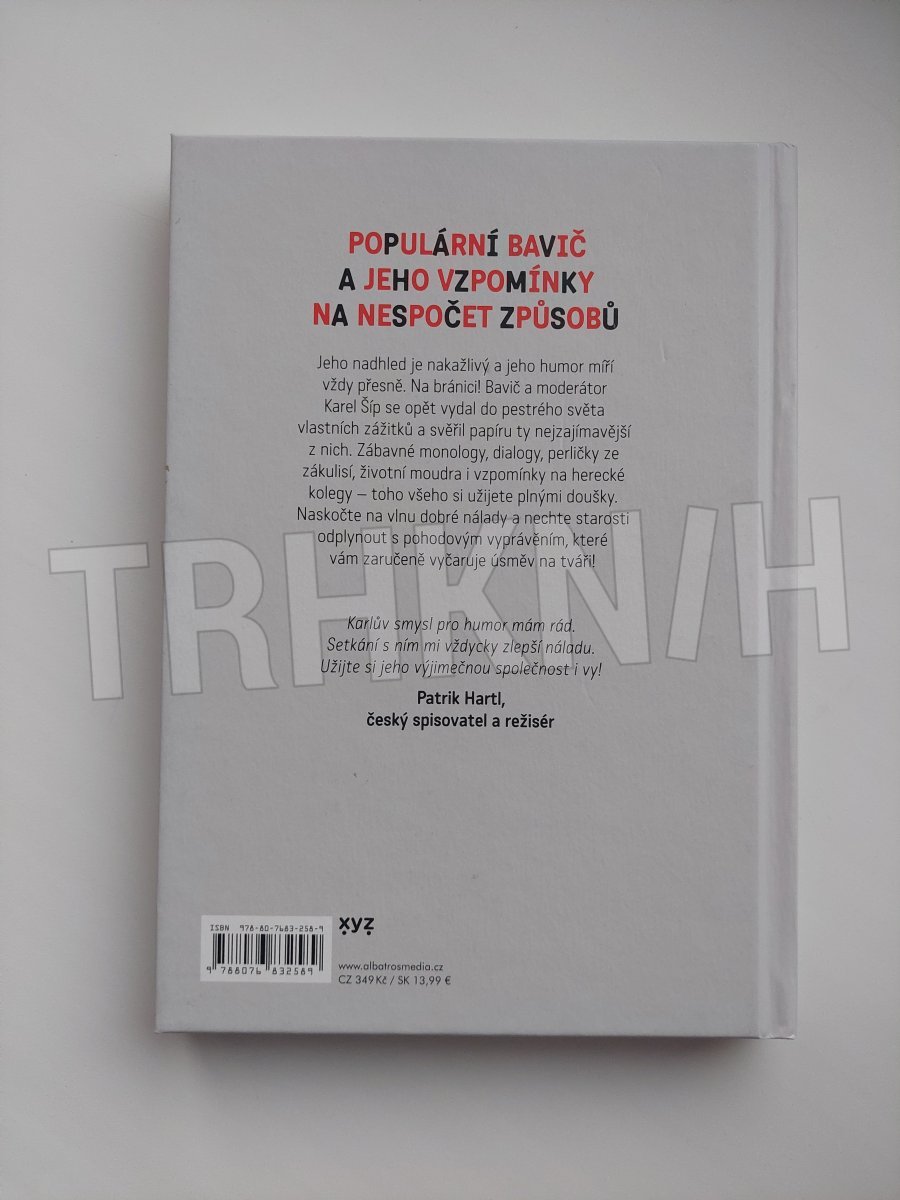 POPULÁRNÍ BAVIČ
A JEHO VZPOMÍNKY
NA NESPOČET ZPŮSOBŮ
Jeho nadhled je nakažlivý a jeho humor míří
vždy přesně. Na bránici! Bavič a moderátor
Karel Šíp se opět vydal do pestrého světa
vlastních zážitků a svěřil papíru ty nejzajímavější
z nich. Zábavné monology, dialogy, perličky ze
zákulisí, životní moudra i vzpomínky na herecké
kolegy – toho všeho si užijete plnými doušky.
Naskočte na vlnu dobré nálady a nechte starosti
odplynout s pohodovým vyprávěním, které
vám zaručeně vyčaruje úsměv na tváři!
TRHKNIH
Karlův smysl pro humor mám rád.
Setkání s ním mi vždycky zlepší náladu.
Užijte si jeho výjimečnou společnost i vy!
Patrik Hartl,
český spisovatel a režisér
ISBN 978-80-7683-258-9
9 788076 832589
xyz
www.albatrosmedia.cz
CZ 349 Kč / SK 13,99 €